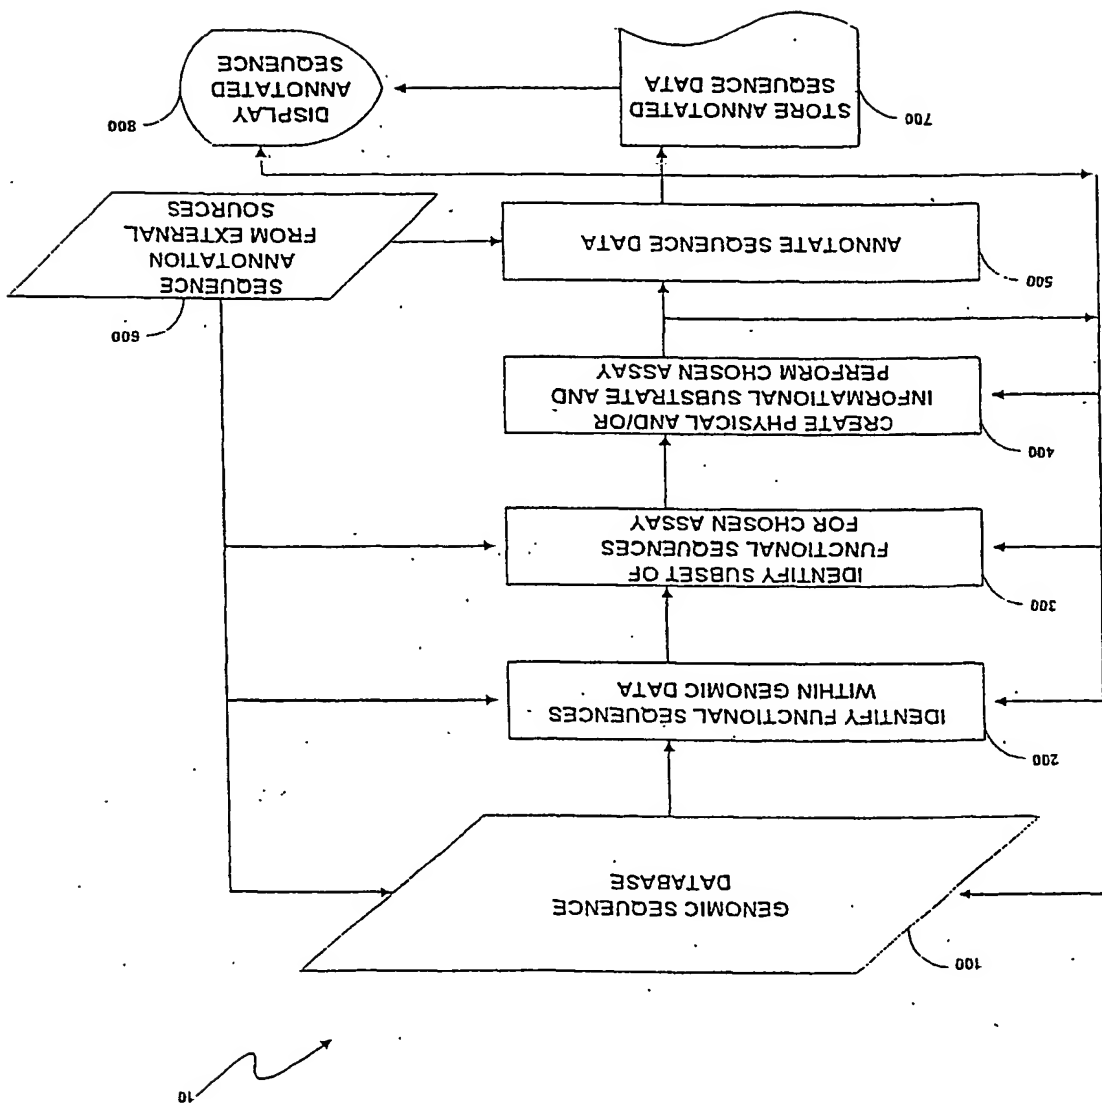 10
100
GENOMIC SEQUENCE
DATABASE
200
IDENTIFY FUNCTIONAL SEQUENCES
WITHIN GENOMIC DATA
300
IDENTIFY SUBSET OF
FUNCTIONAL SEQUENCES
FOR CHOSEN ASSAY
400
CREATE PHYSICAL AND/OR
INFORMATIONAL SUBSTRATE AND
PERFORM CHOSEN ASSAY
600
SEQUENCE
ANNOTATION
FROM EXTERNAL
SOURCES
500
ANNOTATE SEQUENCE DATA
700
STORE ANNOTATED
SEQUENCE DATA
800
DISPLAY
ANNOTATED
SEQUENCE